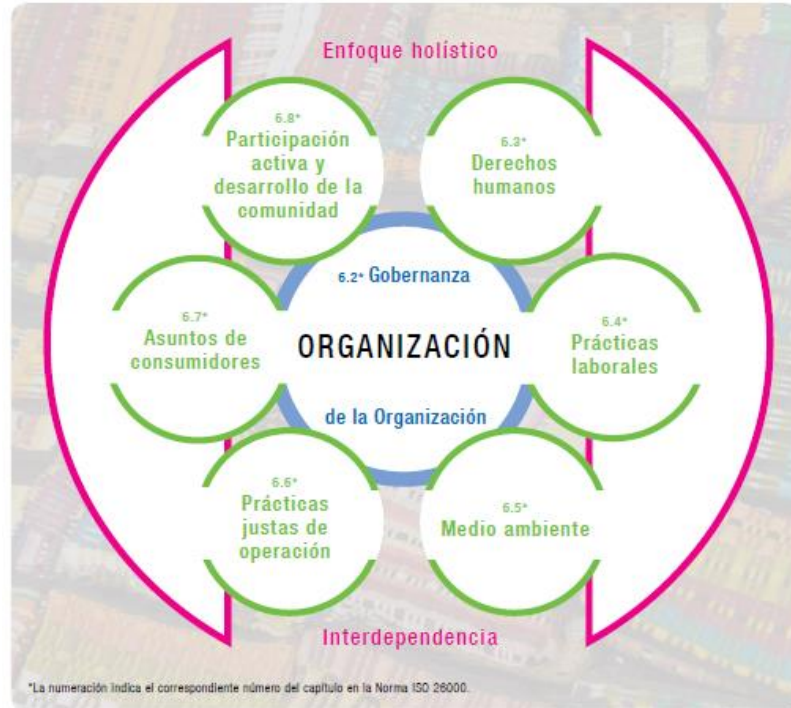 Enfoque holístico
6.8*
Participación
activa y
desarrollo de la
comunidad
6.3*
Derechos
humanos
6.2* Gobernanza
6.7*
Asuntos de
consumidores
ORGANIZACIÓN
6.4*
Prácticas
laborales
de la Organización
6.6*
Prácticas
justas de
operación
6.5*
Medio ambiente
Interdependencia
*La numeración indica el correspondiente número del capítulo en la Norma ISO 26000.